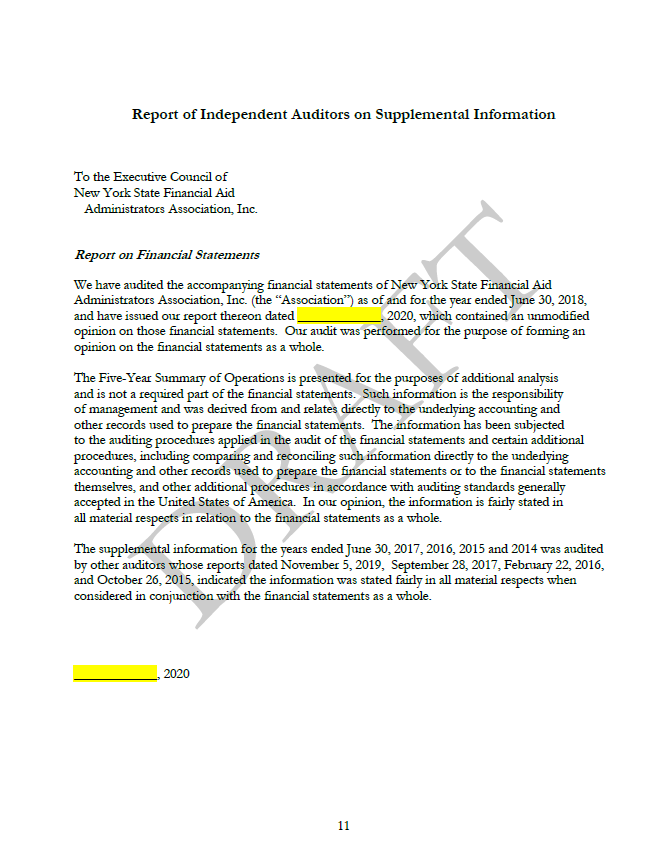 Report of Independent Auditors on Supplemental Information
To the Executive Council of
New York State Financial Aid
Administrators Association, Inc.
Report on Financial Statements
We have audited the accompanying financial statements of New York State Financial Aid
Administrators Association, Inc. (the “Association”) as of and for the year ended June 30, 2018,
and have issued our report thereon dated ____________, 2020, which contained an unmodified
opinion on those financial statements.  Our audit was performed for the purpose of forming an
opinion on the financial statements as a whole.
The Five-Year Summary of Operations is presented for the purposes of additional analysis
and is not a required part of the financial statements.  Such information is the responsibility
of management and was derived from and relates directly to the underlying accounting and
other records used to prepare the financial statements.  The information has been subjected
to the auditing procedures applied in the audit of the financial statements and certain additional
procedures, including comparing and reconciling such information directly to the underlying
accounting and other records used to prepare the financial statements or to the financial statements
themselves, and other additional procedures in accordance with auditing standards generally
accepted in the United States of America.  In our opinion, the information is fairly stated in
all material respects in relation to the financial statements as a whole.
The supplemental information for the years ended June 30, 2017, 2016, 2015 and 2014 was audited
by other auditors whose reports dated November 5, 2019,  September 28, 2017, February 22, 2016,
and October 26, 2015, indicated the information was stated fairly in all material respects when
considered in conjunction with the financial statements as a whole.
____________, 2020
11
DRAFT